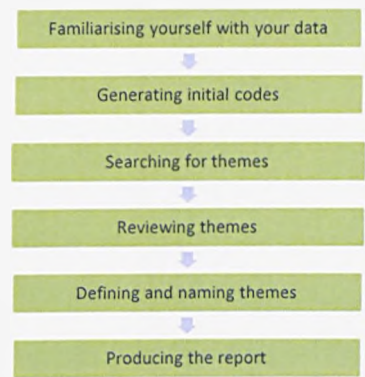 Familiarising yourself with your data
Generating initial codes
Searching for themes
Reviewing themes
Defining and naming themes
Producing the report